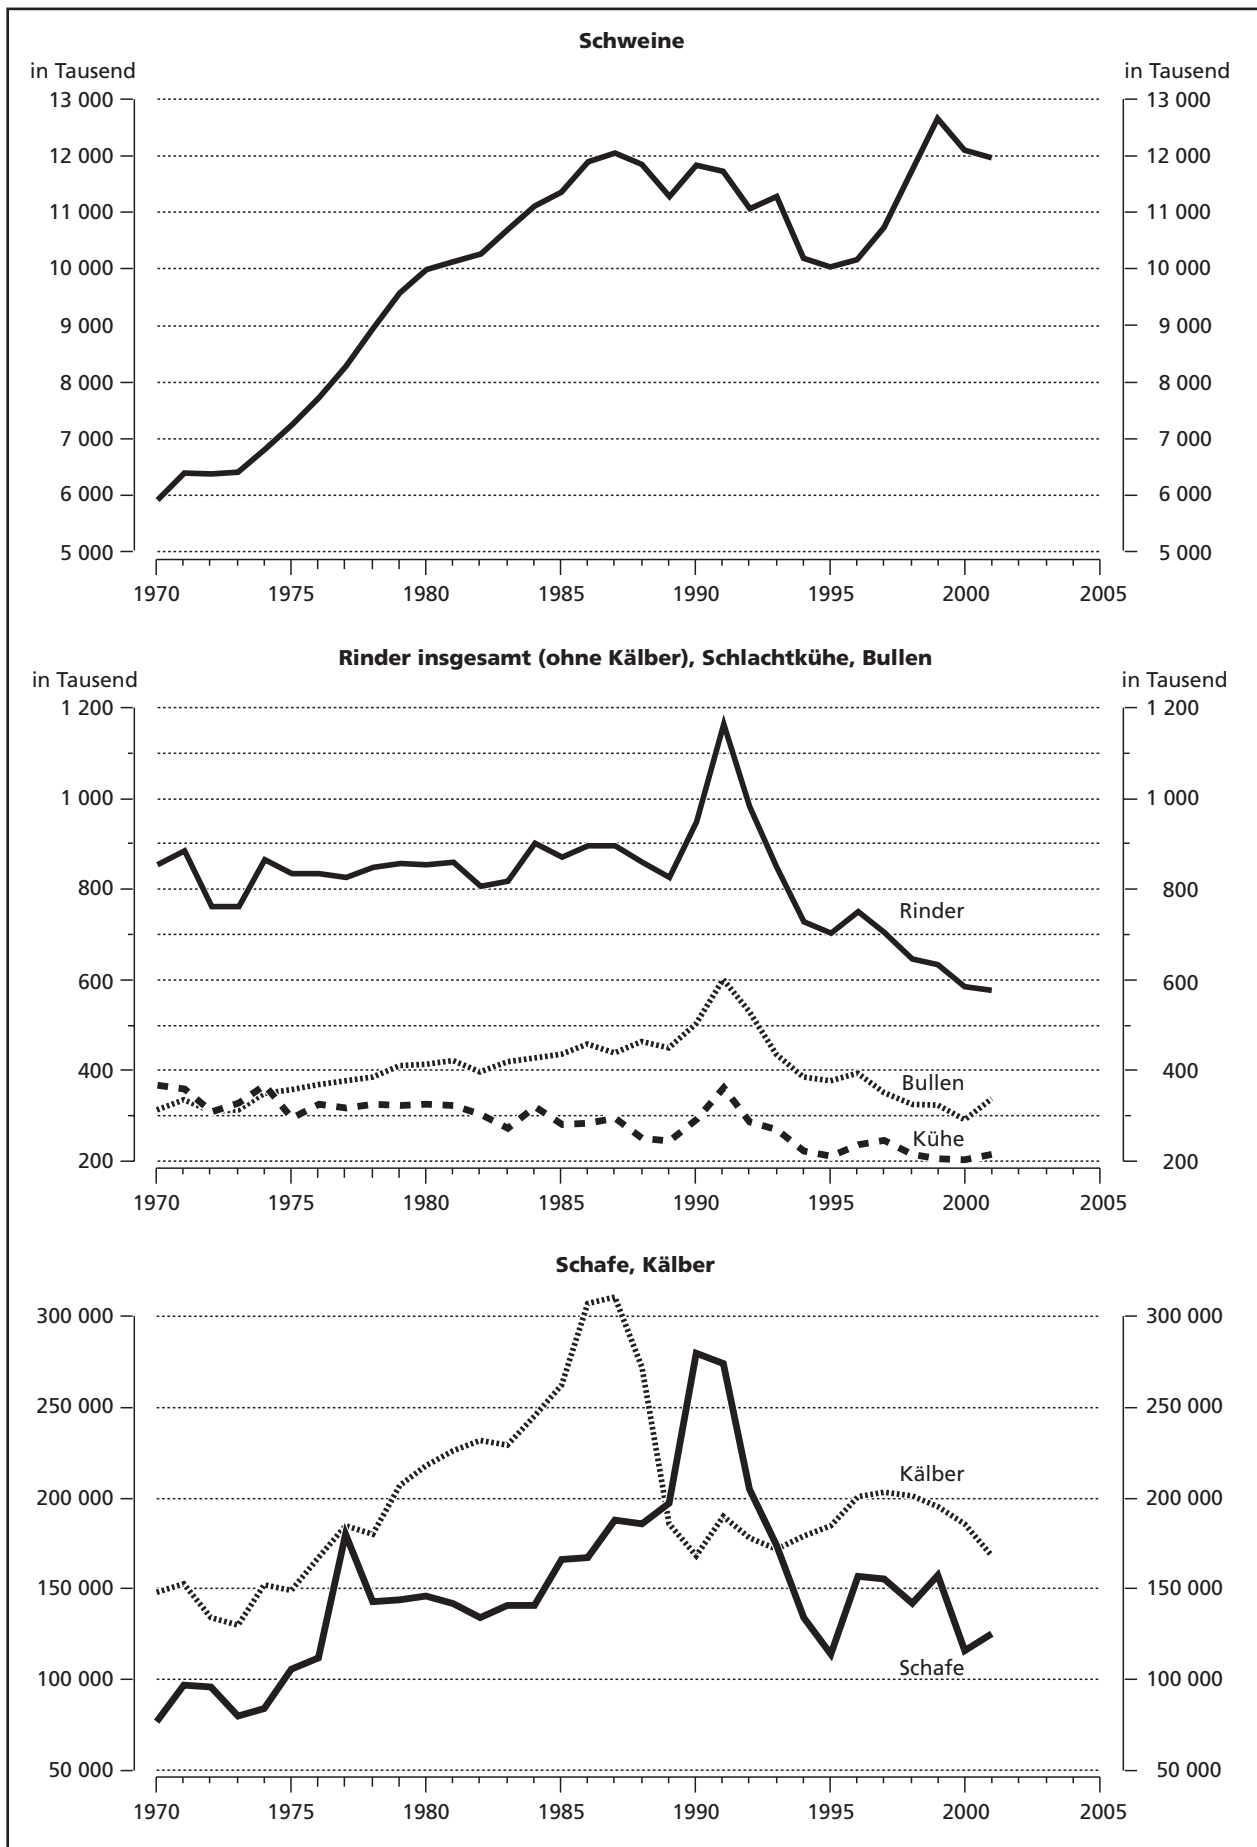 Schweine
in Tausend in Tausend
13 000 13 000
12 000 12 000
11 000 11 000
10 000 10 000
9 000 9 000
8 000 8 000
7 000 7 000
6 000 6 000
5 000 5 000
1970 1975 1980 1985 1990 1995 2000 2005
Rinder insgesamt (ohne Kälber), Schlachtkühe, Bullen
in Tausend in Tausend
1 200 1 200
1 000 1 000
800 800
Rinder
600 600
400 400
Bullen
Kühe
200 200
1970 1975 1980 1985 1990 1995 2000 2005
Schafe, Kälber
300 000 300 000
250 000 250 000
Kälber
200 000 200 000
150 000 150 000
Schafe
100 000 100 000
50 000 50 000
1970 1975 1980 1985 1990 1995 2000 2005